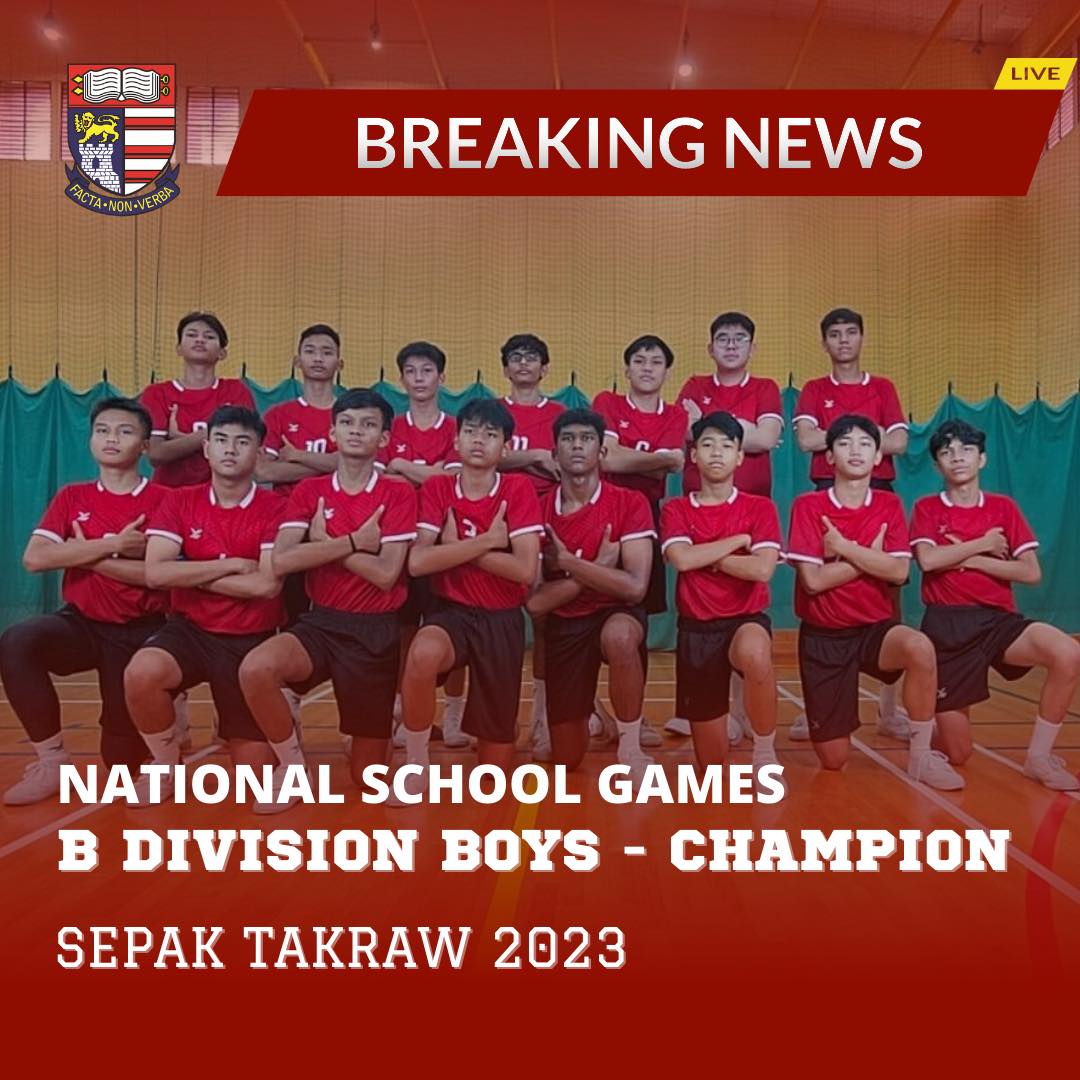 LIVE
BREAKING NEWS
FACTA • NON • VERBA
NATIONAL SCHOOL GAMES
B DIVISION BOYS - CHAMPION
SEPAK TAKRAW 2023